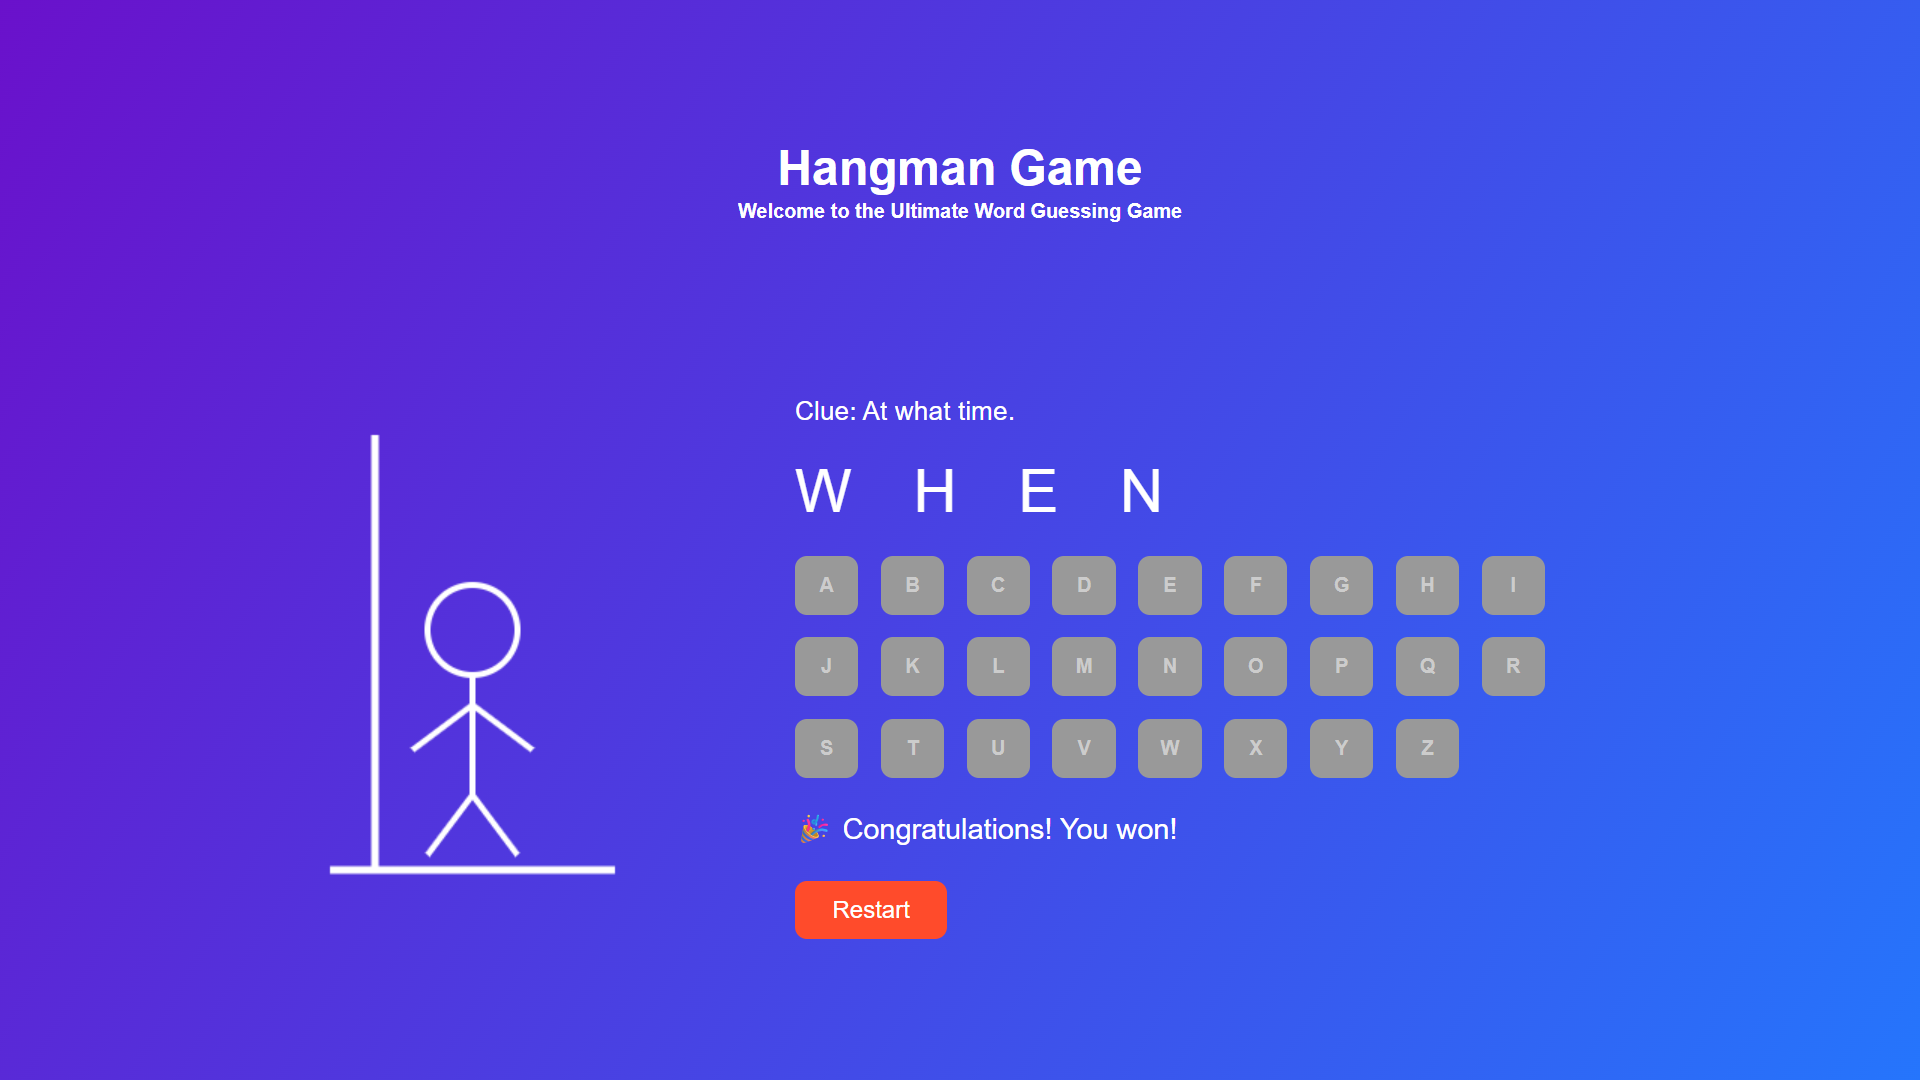 Hangman Game
Welcome to the Ultimate Word Guessing Game
Clue: At what time.
W H E N
A B C D E F G H I
J K L M N O P Q R
S T U V W X Y Z
🎉 Congratulations! You won!
Restart